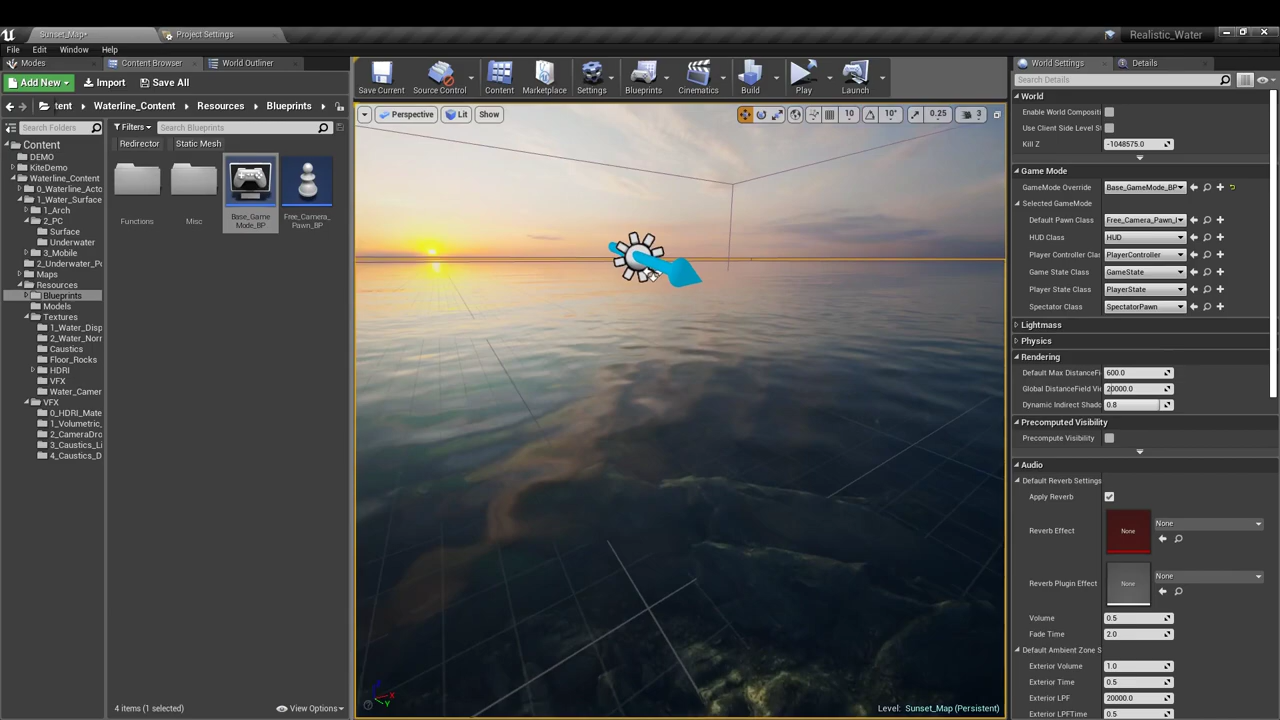 Sunset_Map*
Project Settings
Realistic_Water
File
Edit
Window
Help
Modes
Content Browser
World Outliner
Add New
Import
Save All
tent
Waterline_Content
Resources
Blueprints
Search Folders
Filters
Search Blueprints
Redirector
Static Mesh
Content
DEMO
KiteDemo
Waterline_Content
0_Waterline_Acto
1_Water_Surface
1_Arch
2_PC
Surface
Underwater
3_Mobile
2_Underwater_Po
Maps
Resources
Blueprints
Models
Textures
1_Water_Disp
2_Water_Norr
Caustics
Floor_Rocks
HDRI
VFX
Water_Camer
VFX
0_HDRI_Mate
1_Volumetric_
2_CameraDro
3_Caustics_Li
4_Caustics_D
Functions
Misc
Base_Game
Mode_BP
Free_Camera_
Pawn_BP
4 items (1 selected)
View Options
Save Current
Source Control
Content
Marketplace
Settings
Blueprints
Cinematics
Build
Play
Launch
Perspective
Lit
Show
10
10°
0.25
3
X
Y
Level: Sunset_Map (Persistent)
World Settings
Details
Search Details
World
Enable World Compositi
Use Client Side Level S
Kill Z
-1048575.0
Game Mode
GameMode Override
Base_GameMode_BP
Selected GameMode
Default Pawn Class
Free_Camera_Pawn_
HUD Class
HUD
Player Controller Clas
PlayerController
Game State Class
GameState
Player State Class
PlayerState
Spectator Class
SpectatorPawn
Lightmass
Physics
Rendering
Default Max DistanceFi
600.0
Global DistanceField Vi
20000.0
Dynamic Indirect Shado
0.8
Precomputed Visibility
Precompute Visibility
Audio
Default Reverb Settings
Apply Reverb
Reverb Effect
None
None
Reverb Plugin Effect
None
None
Volume
0.5
Fade Time
2.0
Default Ambient Zone S
Exterior Volume
1.0
Exterior Time
0.5
Exterior LPF
20000.0
Exterior LPFTime
0.5